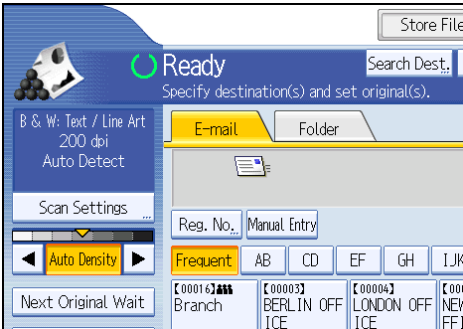 Store File
Ready
Search Dest.
Specify destination(s) and set original(s).
B & W: Text / Line Art
200 dpi
Auto Detect
E-mail
Folder
Scan Settings
Reg. No.
Manual Entry
Auto Density
Frequent
AB
CD
EF
GH
IJK
Next Original Wait
【00016】
Branch
【00003】
BERLIN OFF
ICE
【00004】
LONDON OFF
ICE